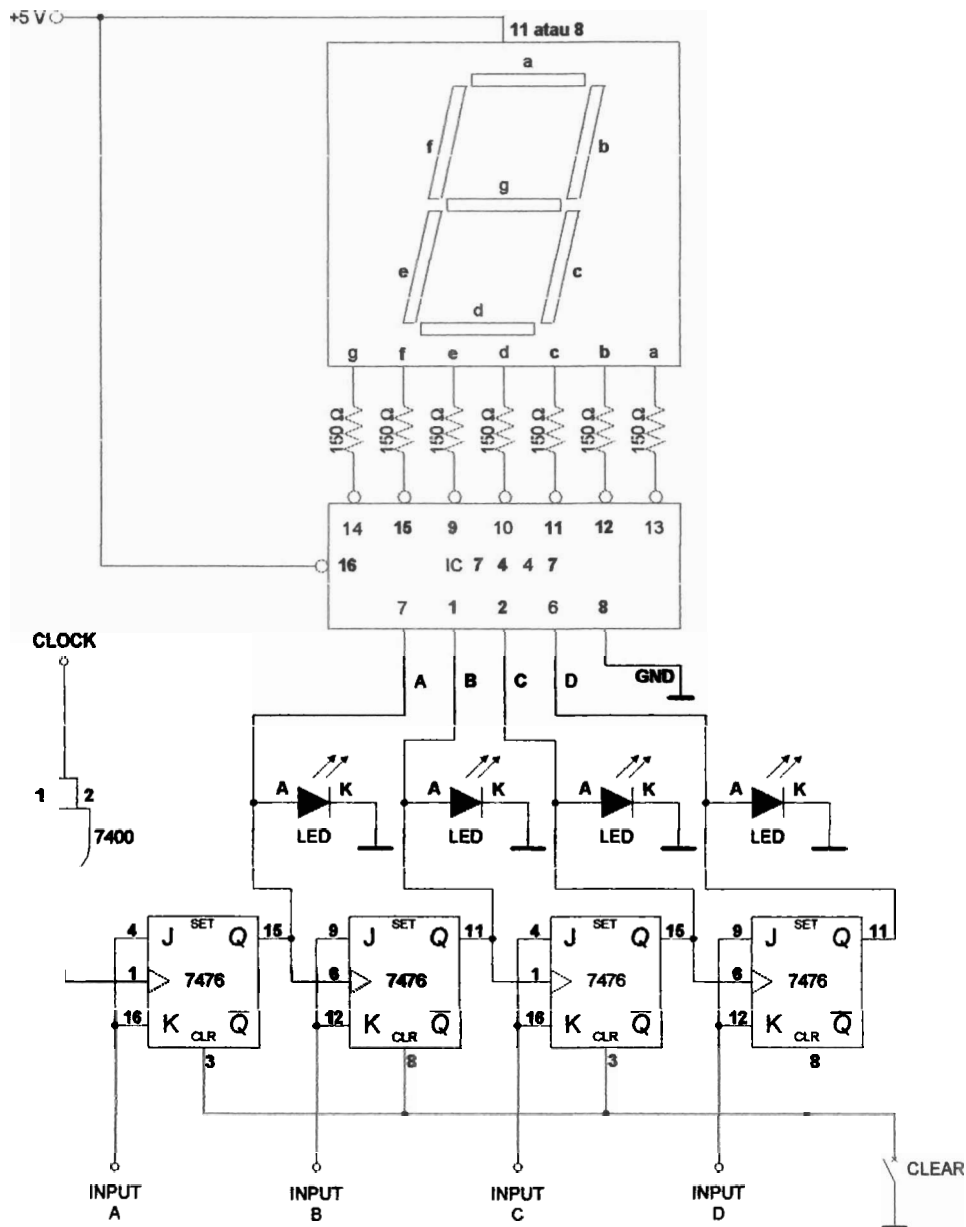 +5 V
11 atau 8
a
f
b
g
e
c
d
g f e d c b a
150 Ω 150 Ω 150 Ω 150 Ω 150 Ω 150 Ω 150 Ω
14 15 9 10 11 12 13
16 IC 7 4 4 7
7 1 2 6 8
CLOCK
A B C D GND
1 2
A K A K A K A K
LED LED LED LED
7400
4 J SET Q 15 9 J SET Q 11 4 J SET Q 15 9 J SET Q 11
1 7476 6 7476 1 7476 6 7476
16 K CLR Q 12 K CLR Q 16 K CLR Q 12 K CLR Q
3 8 3 8
CLEAR
INPUT INPUT INPUT INPUT
A B C D